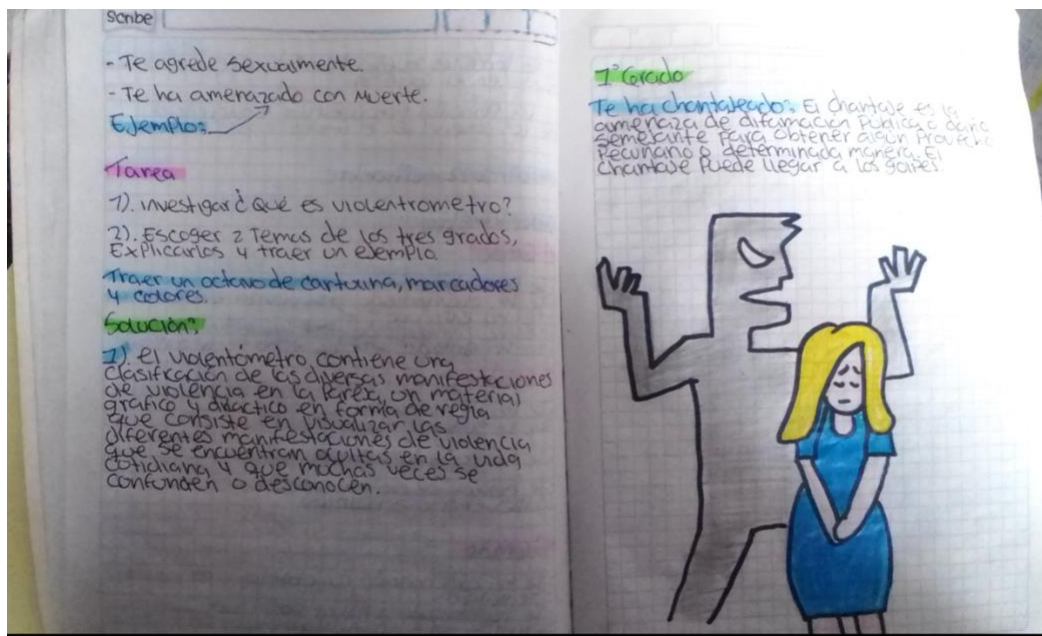 Scribe
- Te agrede sexualmente.
- Te ha amenazado con Muerte.
Ejemplo:
Tarea
1). investigar ¿Qué es violentrometro?
2). Escoger 2 Temas de los tres grados,
Explicarlos y traer un ejemplo
Traer un octavo de cartulina, marcadores
y colores.
Solución:
1). el violentómetro contiene una
clasificación de las diversas manifestaciones
de violencia en la Pareja, un material
grafico y didactico en forma de regla
que consiste en visualizar las
diferentes manifestaciones de violencia
que se encuentran ocultas en la vida
cotidiana y que muchas veces se
confunden o desconocen.
1° Grado
Te ha chantajeado: El chantaje es la
amenaza de difamación Pública o daño
semejante Para obtener algún Provecho
Pecuniario o determinada manera. El
chantaje Puede llegar a los golpes.